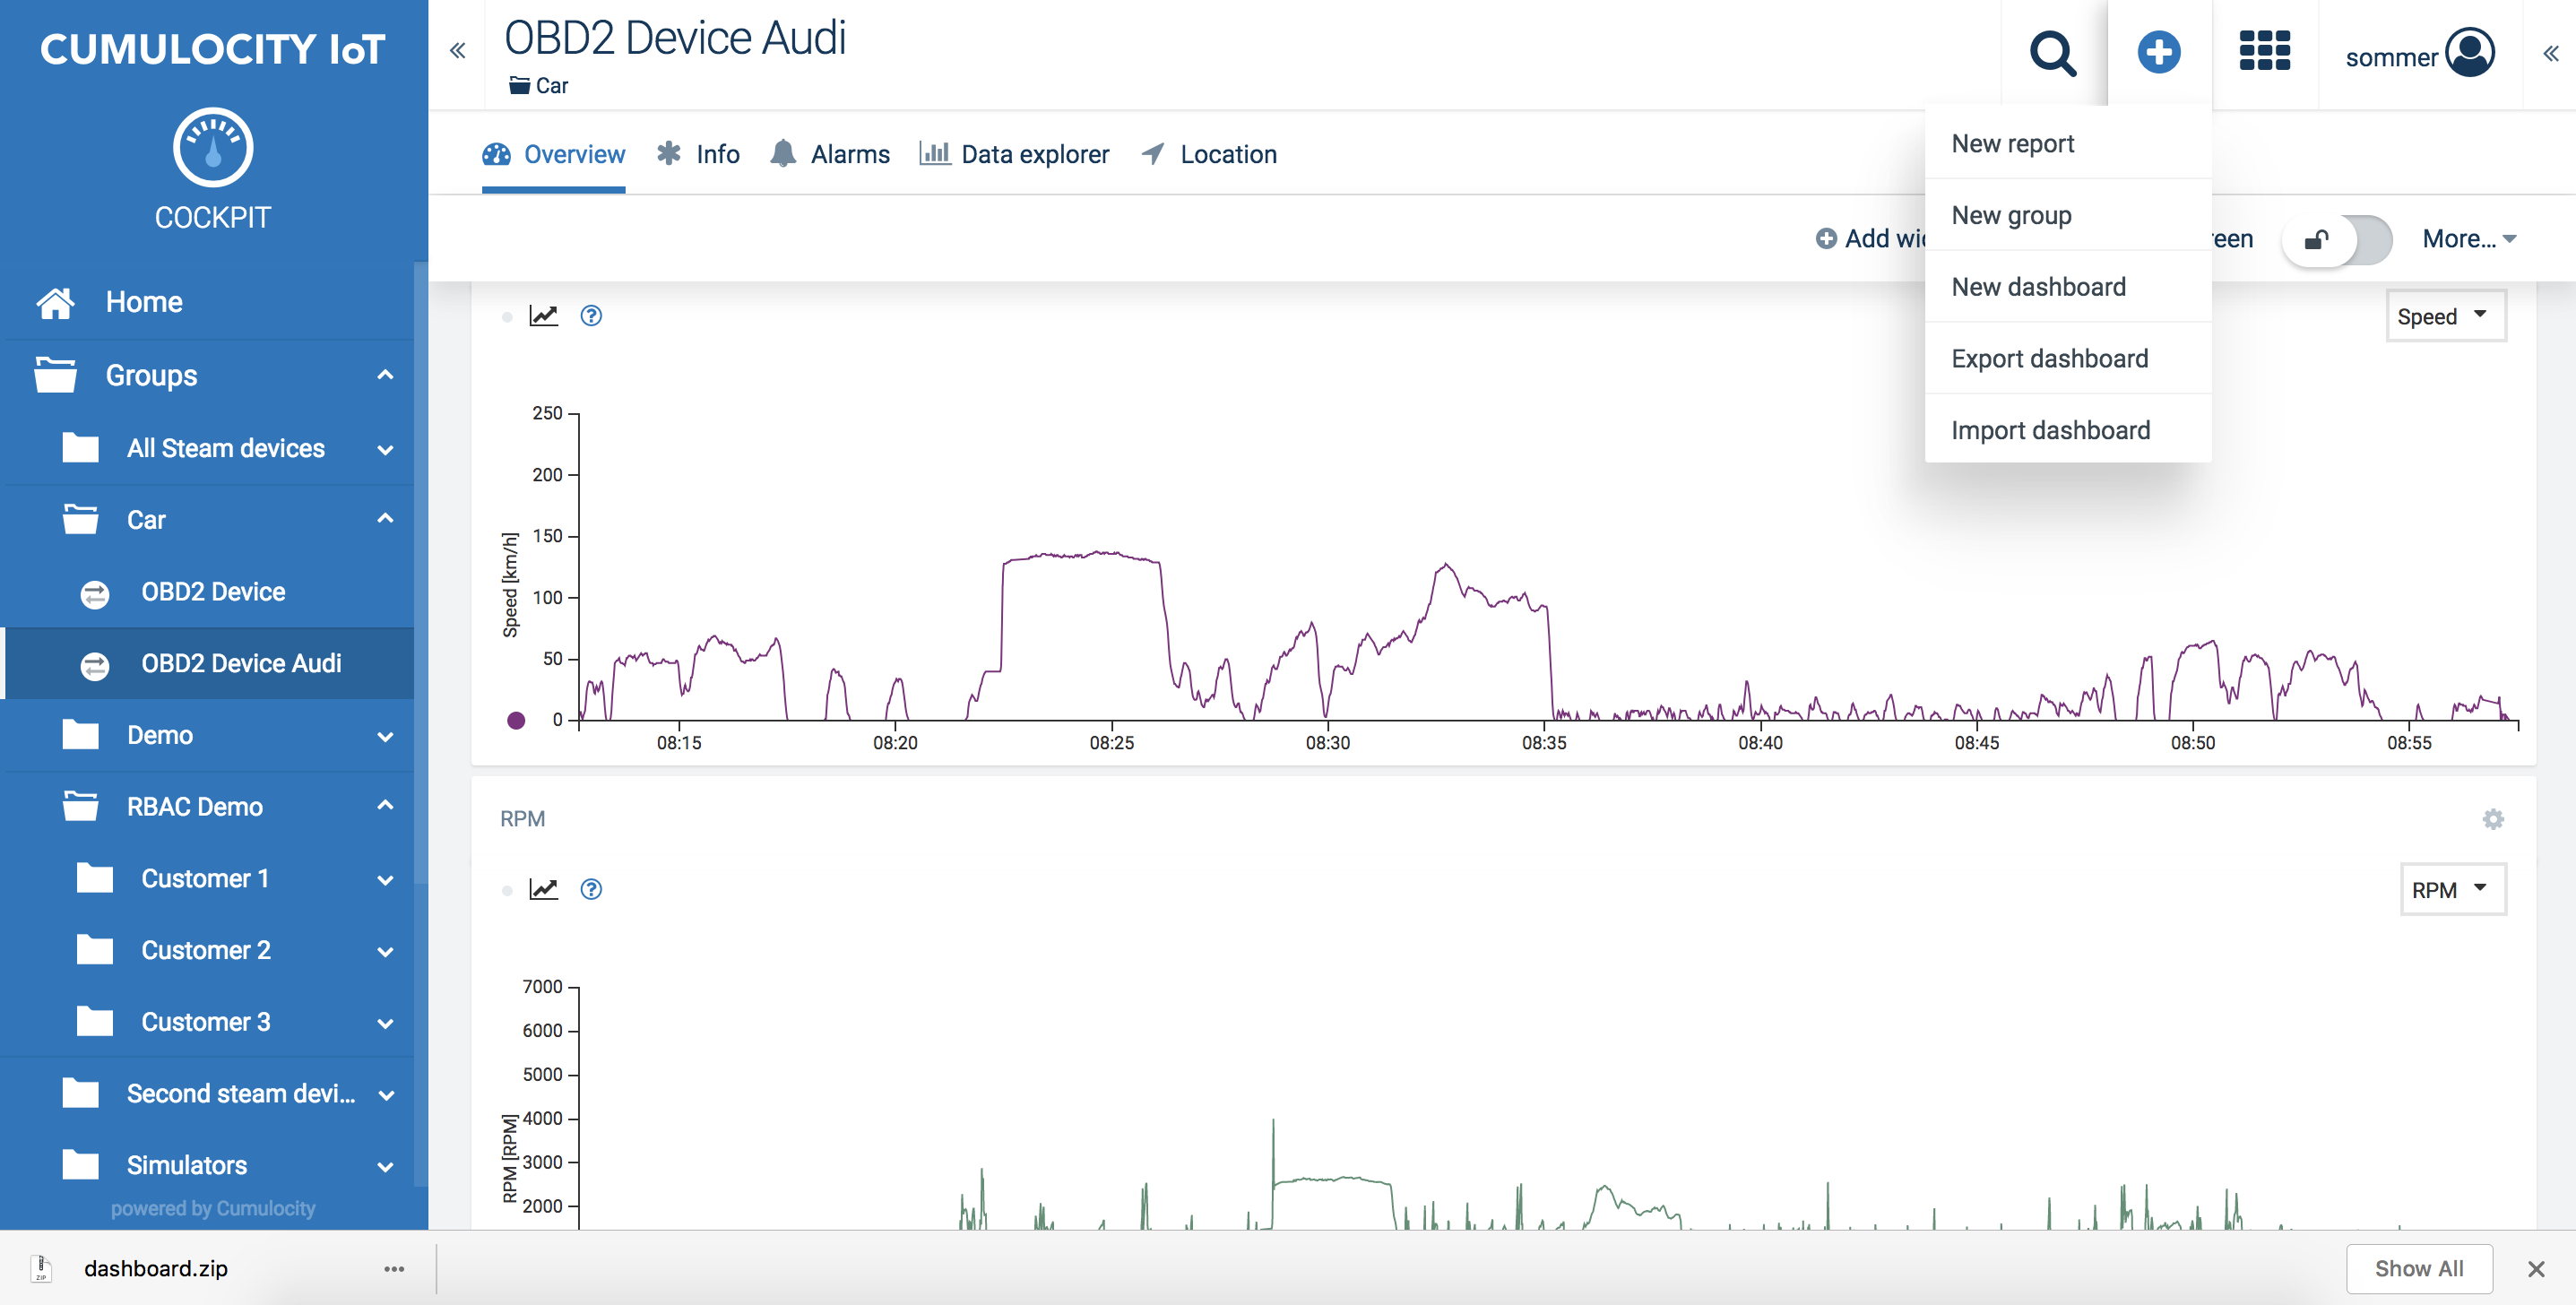 CUMULOCITY IoT
COCKPIT
Home
Groups
All Steam devices
Car
OBD2 Device
OBD2 Device Audi
Demo
RBAC Demo
Customer 1
Customer 2
Customer 3
Second steam devi...
Simulators
powered by Cumulocity
OBD2 Device Audi
Car
sommer
Overview
Info
Alarms
Data explorer
Location
New report
New group
New dashboard
Export dashboard
Import dashboard
Add
More...
Speed
Speed [km/h]
250
200
150
100
50
0
08:15 08:20 08:25 08:30 08:35 08:40 08:45 08:50 08:55
RPM
RPM
RPM [RPM]
7000
6000
5000
4000
3000
2000
ZIP
dashboard.zip
Show All